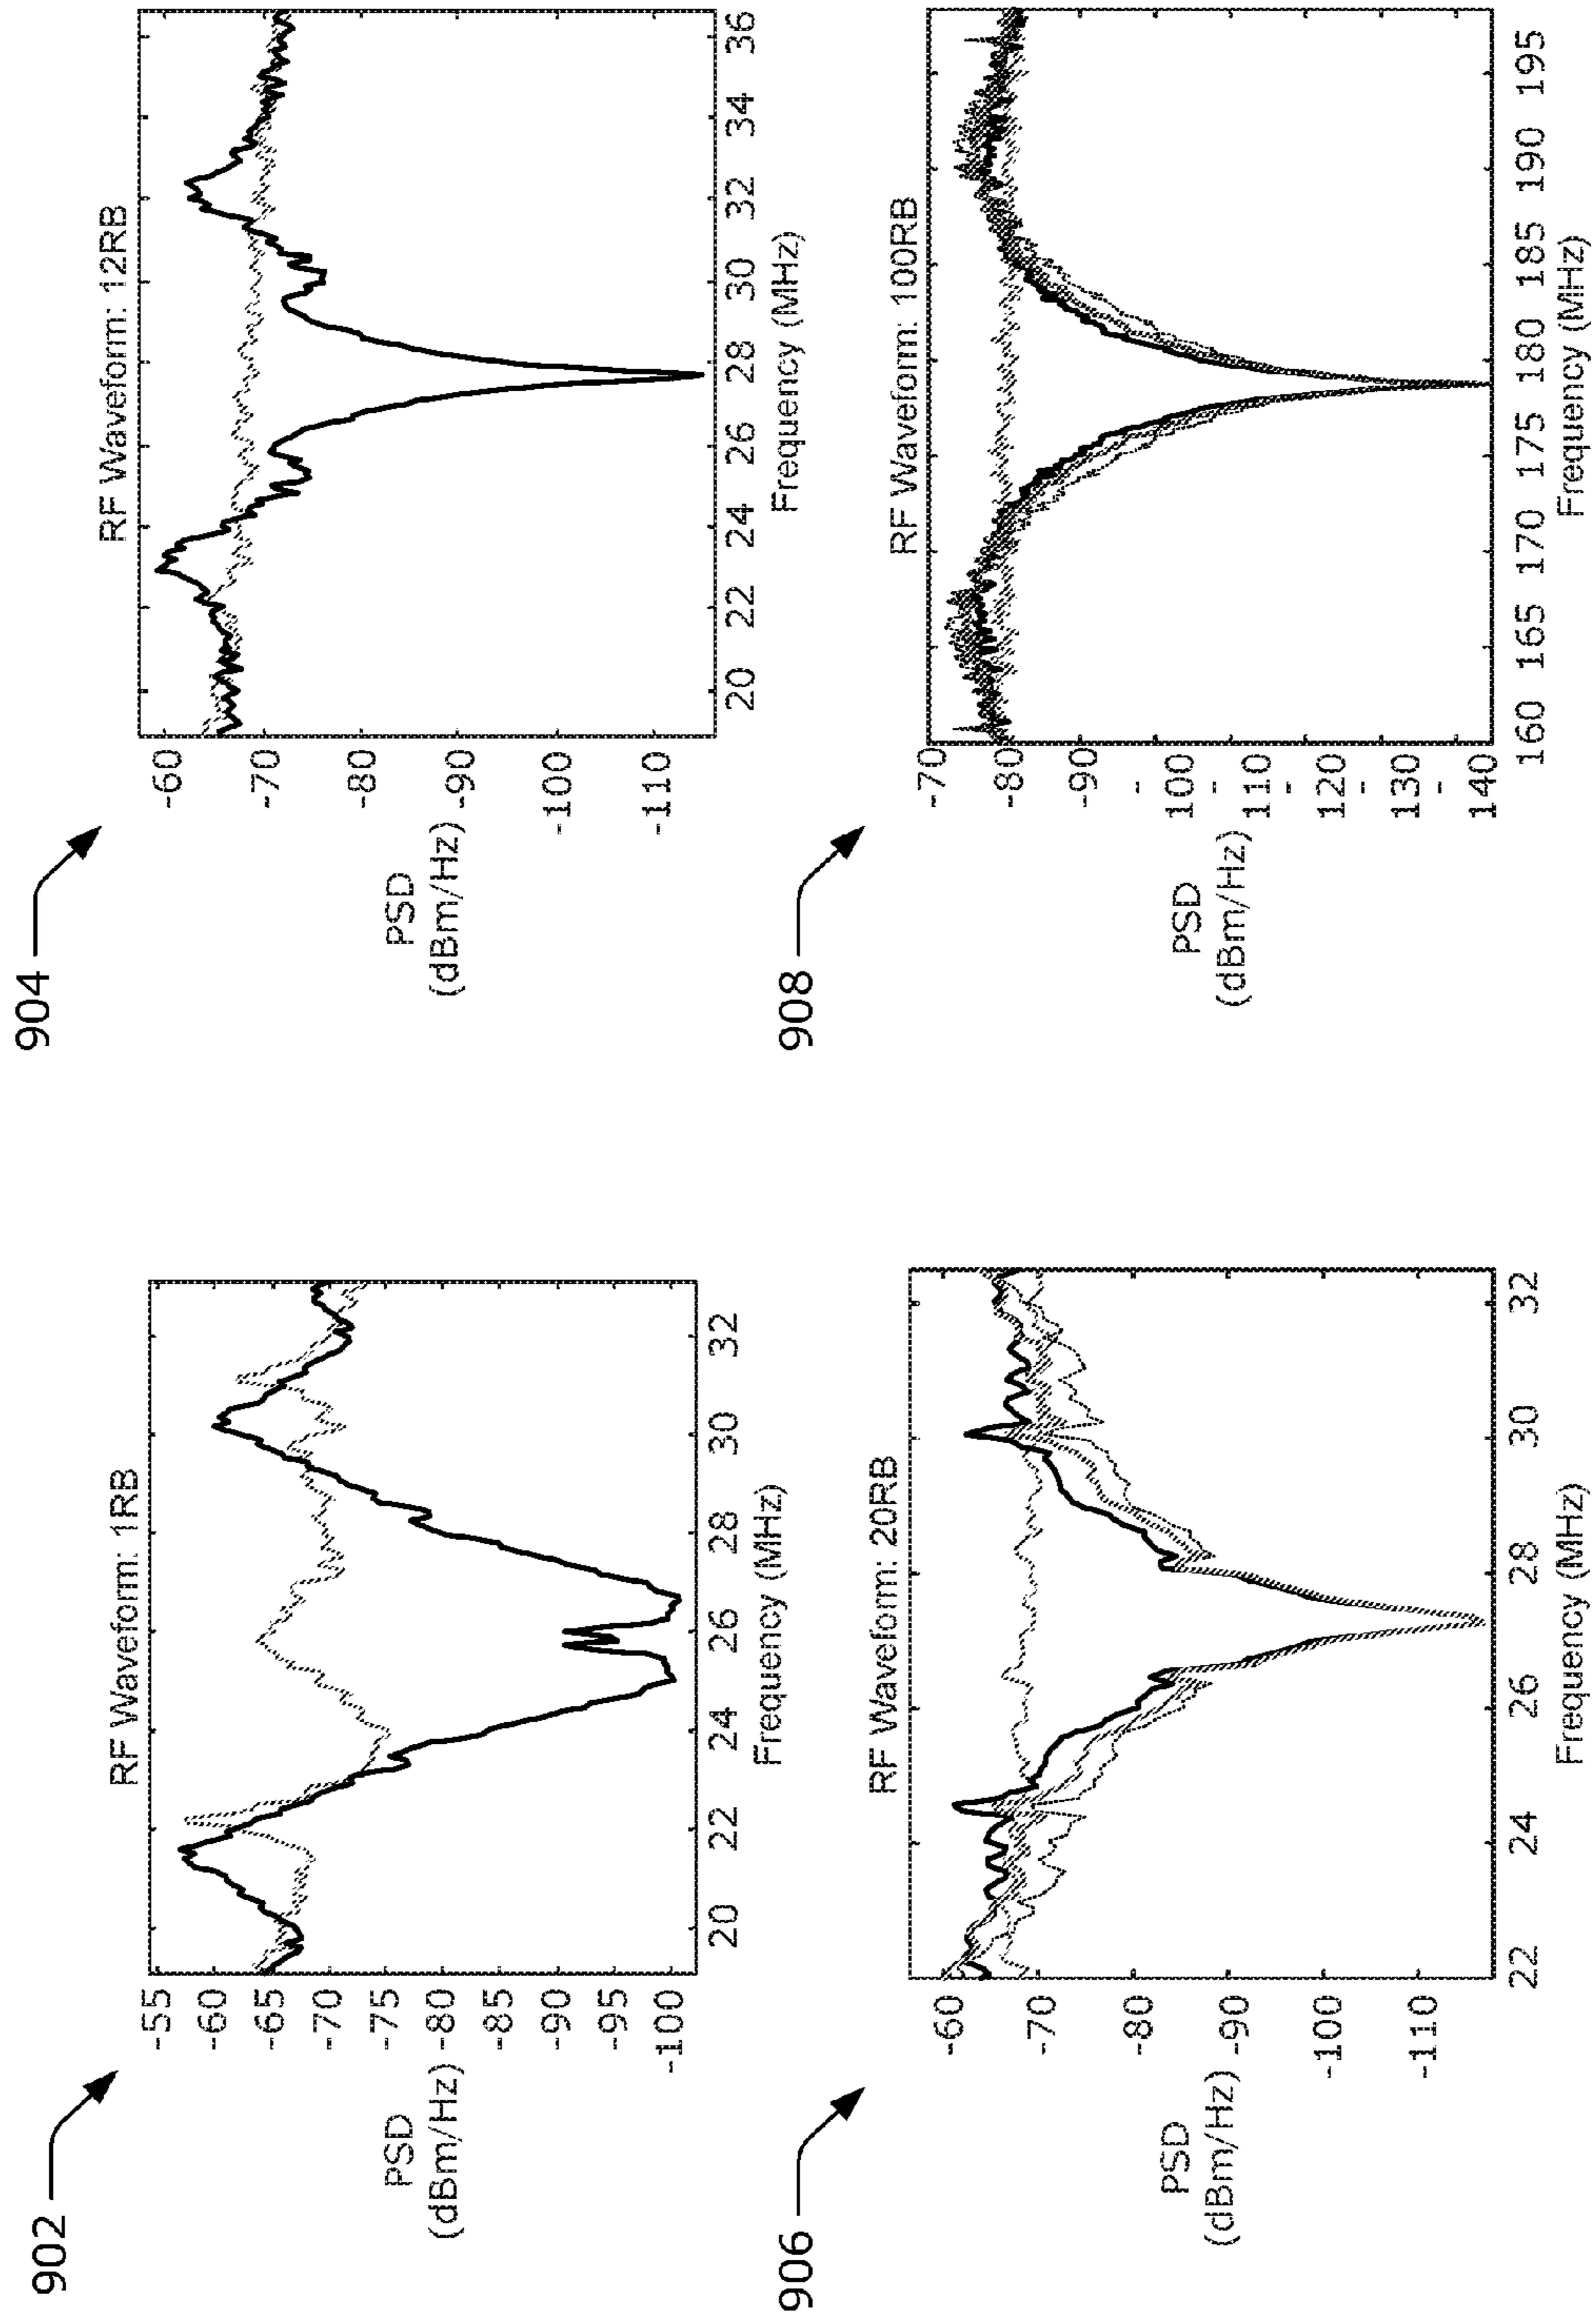 902
RF Waveform: 1RB
PSD
(dBm/Hz)
-55
-60
-65
-70
-75
-80
-85
-90
-95
-100
20 22 24 26 28 30 32
Frequency (MHz)
904
RF Waveform: 12RB
PSD
(dBm/Hz)
-60
-70
-80
-90
-100
-110
20 22 24 26 28 30 32 34 36
Frequency (MHz)
906
RF Waveform: 20RB
PSD
(dBm/Hz)
-60
-70
-80
-90
-100
-110
22 24 26 28 30 32
Frequency (MHz)
908
RF Waveform: 100RB
PSD
(dBm/Hz)
-70
-80
-90
-
100
-
110
-
120
-
130
-
140
160 165 170 175 180 185 190 195
Frequency (MHz)